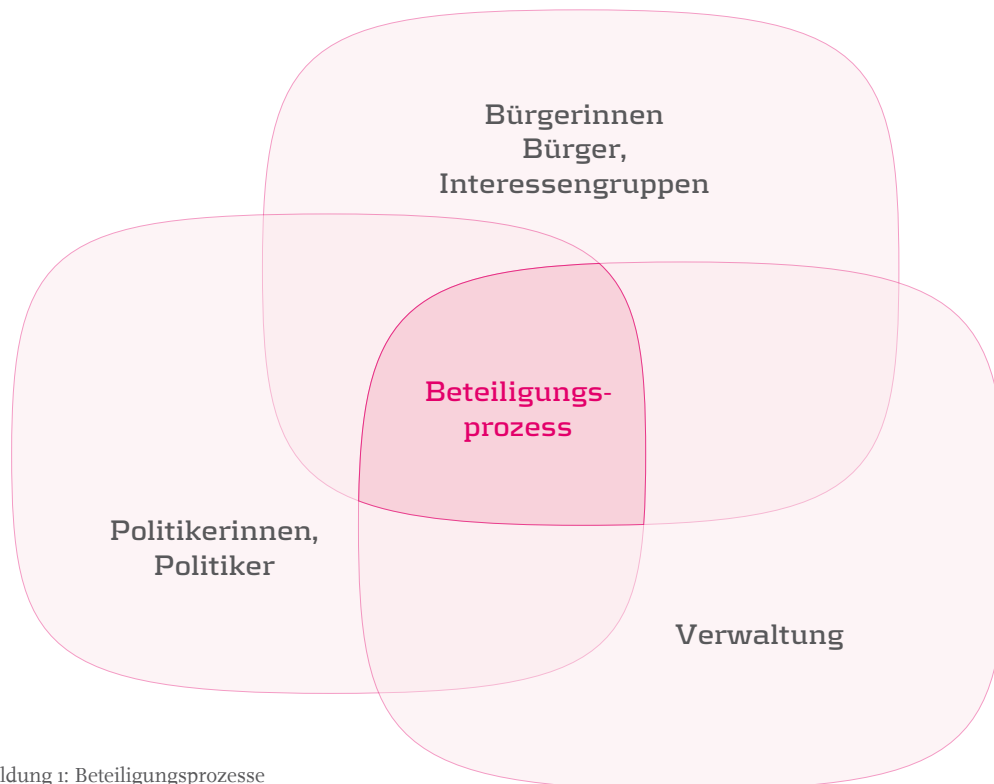 Bürgerinnen
Bürger,
Interessengruppen
Beteiligungs-
prozess
Politikerinnen,
Politiker
Verwaltung
ldung 1: Beteiligungsprozesse